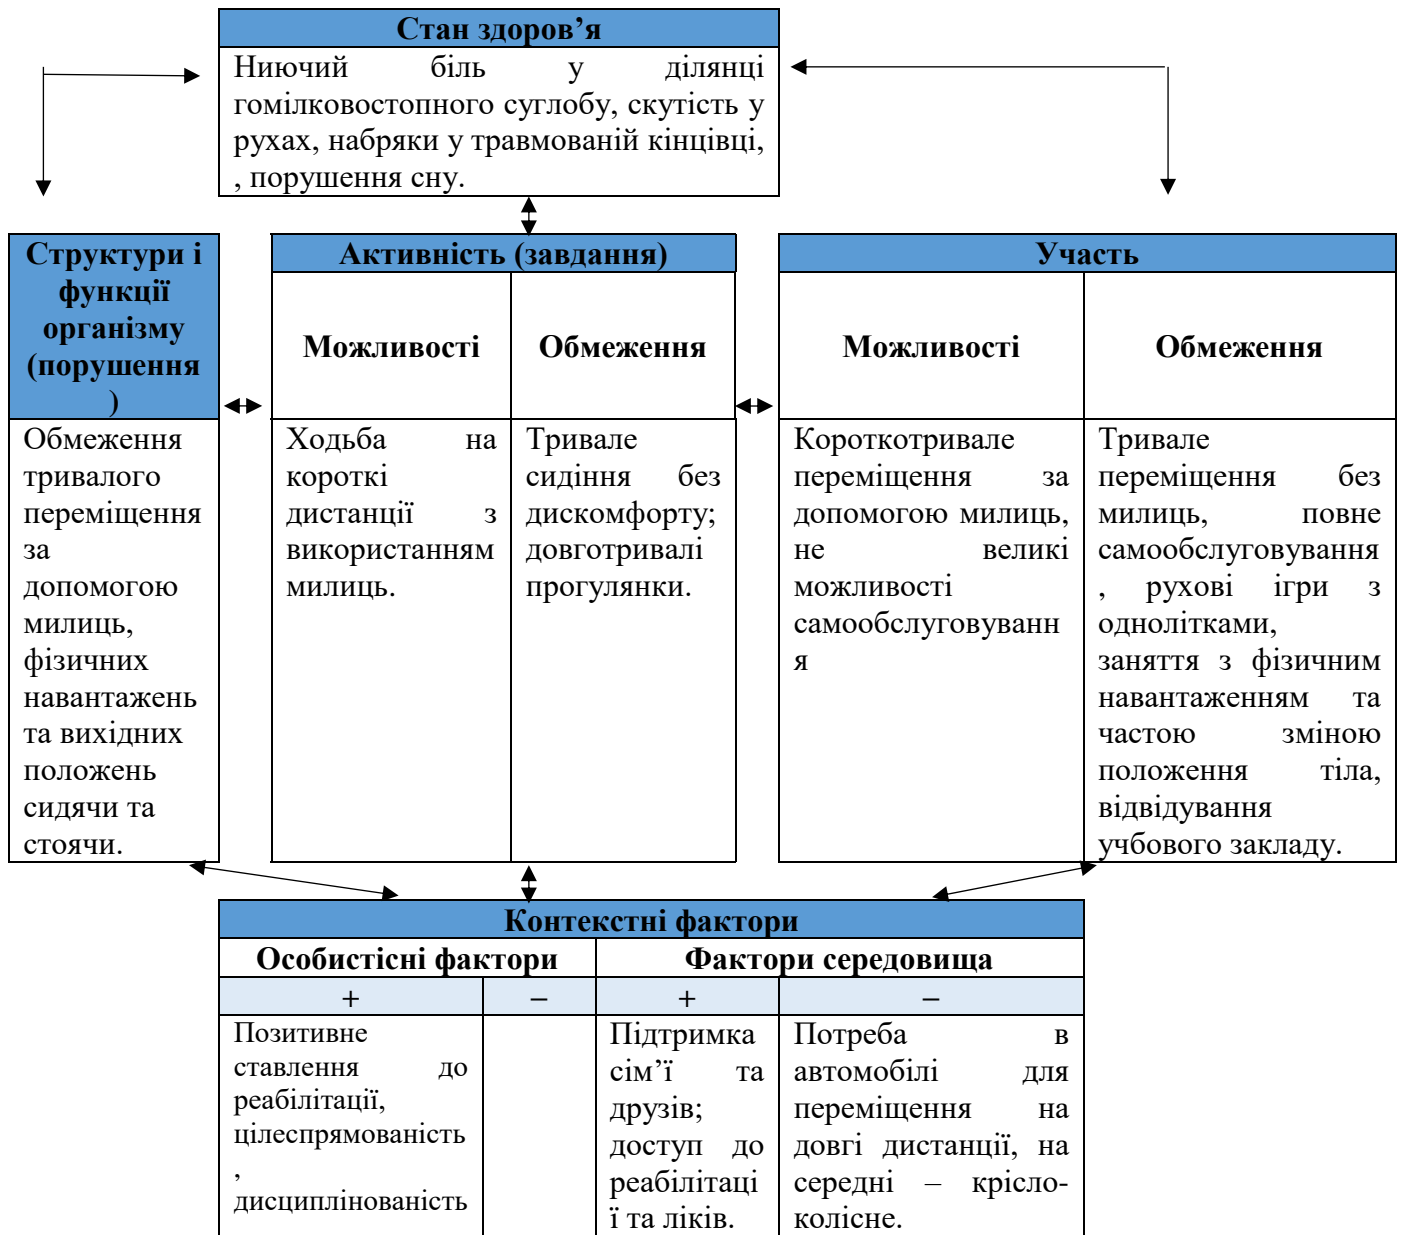 Стан здоров’я
Ниючий біль у ділянці
гомілковостопного суглобу, скутість у
рухах, набряки у травмованій кінцівці,
, порушення сну.
Структури і
функції
організму
(порушення
)
Обмеження
тривалого
переміщення
за
допомогою
милиць,
фізичних
навантажень
та вихідних
положень
сидячи та
стоячи.
Активність (завдання)
Можливості
Ходьба на
короткі
дистанції з
використанням
милиць.
Обмеження
Тривале
сидіння без
дискомфорту;
довготривалі
прогулянки.
Участь
Можливості
Короткотривале
переміщення за
допомогою милиць,
не великі
можливості
самообслуговуванн
я
Обмеження
Тривале
переміщення без
милиць, повне
самообслуговування
, рухові ігри з
однолітками,
заняття з фізичним
навантаженням та
частою зміною
положення тіла,
відвідування
учбового закладу.
Контекстні фактори
Особистісні фактори
+
Позитивне
ставлення до
реабілітації,
цілеспрямованість
,
дисциплінованість
–
Фактори середовища
+
Підтримка
сім’ї та
друзів;
доступ до
реабілітаці
ї та ліків.
–
Потреба в
автомобілі для
переміщення на
довгі дистанції, на
середні – крісло-
колісне.